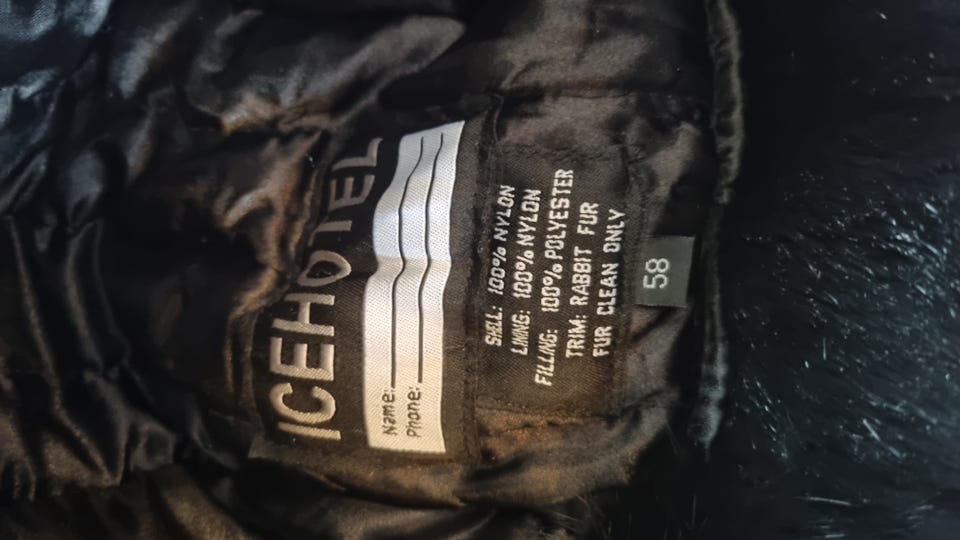 ICEHOTEL
Name:
Phone:
SHELL: 100% NYLON
LINING: 100% NYLON
FILLING: 100% POLYESTER
TRIM: RABBIT FUR
FUR CLEAN ONLY
58